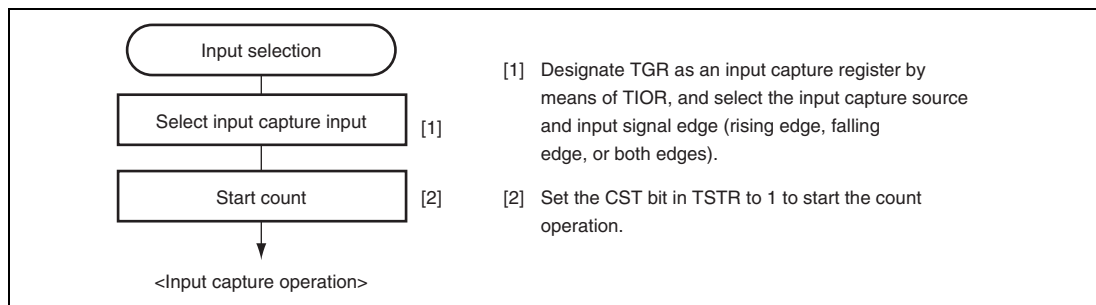 Input selection
Select input capture input
[1]
Start count
[2]
<Input capture operation>
[1] Designate TGR as an input capture register by
means of TIOR, and select the input capture source
and input signal edge (rising edge, falling
edge, or both edges).
[2] Set the CST bit in TSTR to 1 to start the count
operation.